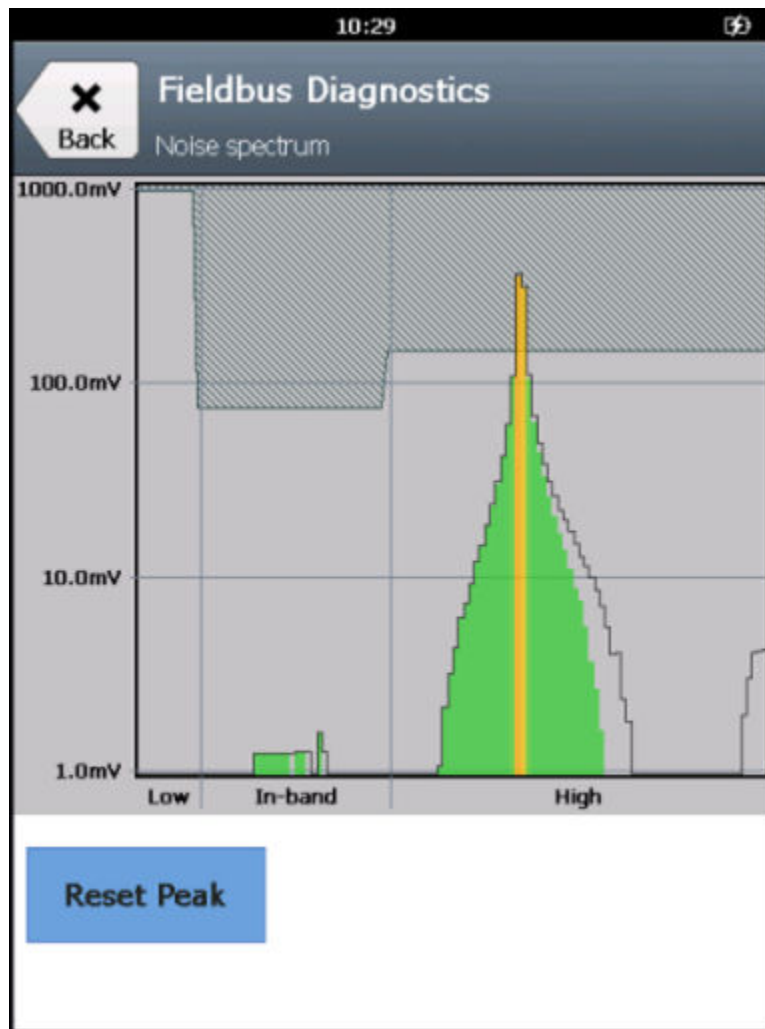 10:29
Fieldbus Diagnostics
Back
Noise spectrum
1000.0mV
100.0mV
10.0mV
1.0mV
Low In-band High
Reset Peak